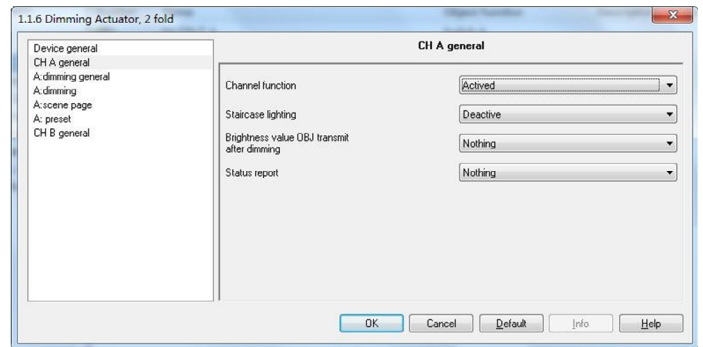 1.1.6 Dimming Actuator, 2 fold
Device general
CH A general
A:dimming general
A:dimming
A:scene page
A: preset
CH B general
CH A general
Channel function
Actived
Staircase lighting
Deactive
Brightness value OBJ transmit
after dimming
Nothing
Status report
Nothing
OK
Cancel
Default
Info
Help